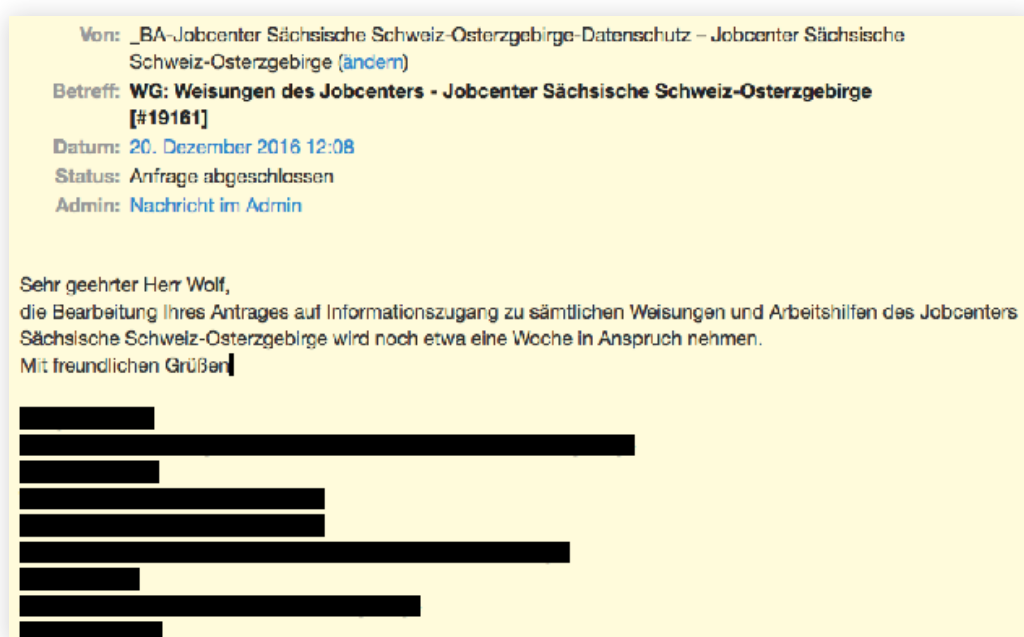 Von: _BA-Jobcenter Sächsische Schweiz-Osterzgebirge-Datenschutz – Jobcenter Sächsische
Schweiz-Osterzgebirge (ändern)
Betreff: WG: Weisungen des Jobcenters - Jobcenter Sächsische Schweiz-Osterzgebirge
[#19161]
Datum: 20. Dezember 2016 12:08
Status: Anfrage abgeschlossen
Admin: Nachricht im Admin
Sehr geehrter Herr Wolf,
die Bearbeitung Ihres Antrages auf Informationszugang zu sämtlichen Weisungen und Arbeitshilfen des Jobcenters
Sächsische Schweiz-Osterzgebirge wird noch etwa eine Woche in Anspruch nehmen.
Mit freundlichen Grüßen